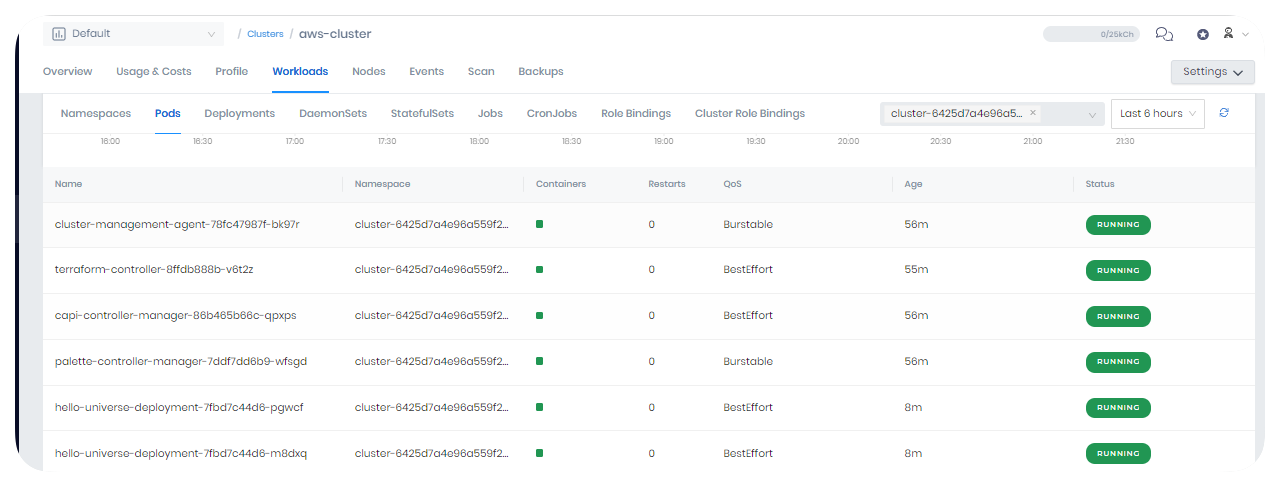 Default / Clusters / aws-cluster 0/25kCh
Overview Usage & Costs Profile Workloads Nodes Events Scan Backups Settings
Namespaces Pods Deployments DaemonSets StatefulSets Jobs CronJobs Role Bindings Cluster Role Bindings cluster-6425d7a4e96a5... × Last 6 hours
16:00 16:30 17:00 17:30 18:00 18:30 19:00 19:30 20:00 20:30 21:00 21:30
Name Namespace Containers Restarts QoS Age Status
cluster-management-agent-78fc47987f-bk97r cluster-6425d7a4e96a559f2... 0 Burstable 56m RUNNING
terraform-controller-8ffdb888b-v6t2z cluster-6425d7a4e96a559f2... 0 BestEffort 55m RUNNING
capi-controller-manager-86b465b66c-qpxps cluster-6425d7a4e96a559f2... 0 BestEffort 56m RUNNING
palette-controller-manager-7ddf7dd6b9-wfsgd cluster-6425d7a4e96a559f2... 0 Burstable 56m RUNNING
hello-universe-deployment-7fbd7c44d6-pgwcf cluster-6425d7a4e96a559f2... 0 BestEffort 8m RUNNING
hello-universe-deployment-7fbd7c44d6-m8dxq cluster-6425d7a4e96a559f2... 0 BestEffort 8m RUNNING